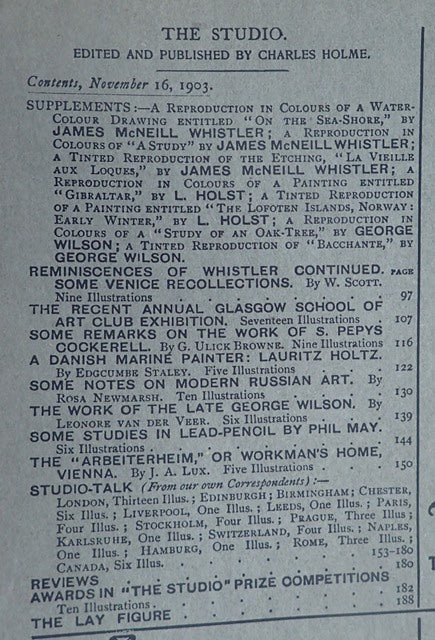 THE STUDIO.
EDITED AND PUBLISHED BY CHARLES HOLME.
Contents, November 16, 1903.
SUPPLEMENTS:—A REPRODUCTION IN COLOURS OF A WATER-
COLOUR DRAWING ENTITLED "ON THE SEA-SHORE," BY
JAMES McNEILL WHISTLER; A REPRODUCTION IN
COLOURS OF "A STUDY" BY JAMES McNEILL WHISTLER;
A TINTED REPRODUCTION OF THE ETCHING, "LA VIEILLE
AUX LOQUES," BY JAMES McNEILL WHISTLER; A
REPRODUCTION IN COLOURS OF A PAINTING ENTITLED
"GIBRALTAR," BY L. HOLST; A TINTED REPRODUCTION
OF A PAINTING ENTITLED "THE LOFOTEN ISLANDS, NORWAY:
EARLY WINTER," BY L. HOLST; A REPRODUCTION IN
COLOURS OF A "STUDY OF AN OAK-TREE," BY GEORGE
WILSON; A TINTED REPRODUCTION OF "BACCHANTE," BY
GEORGE WILSON.
REMINISCENCES OF WHISTLER CONTINUED. PAGE
SOME VENICE RECOLLECTIONS. By W. SCOTT.
Nine Illustrations . . . . . . 97
THE RECENT ANNUAL GLASGOW SCHOOL OF
ART CLUB EXHIBITION. Seventeen Illustrations . 107
SOME REMARKS ON THE WORK OF S. PEPYS
COCKERELL. By G. ULICK BROWNE. Nine Illustrations 116
A DANISH MARINE PAINTER: LAURITZ HOLTZ.
By EDGCUMBE STALEY. Five Illustrations . . 122
SOME NOTES ON MODERN RUSSIAN ART. By
ROSA NEWMARSH. Ten Illustrations . . . 130
THE WORK OF THE LATE GEORGE WILSON. By
LEONORE VAN DER VEER. Six Illustrations . . 139
SOME STUDIES IN LEAD-PENCIL BY PHIL MAY.
Six Illustrations . . . . . . 144
THE "ARBEITERHEIM," OR WORKMAN'S HOME,
VIENNA. By J. A. LUX. Five Illustrations . . 150
STUDIO-TALK (From our own Correspondents):—
LONDON, Thirteen Illus.; EDINBURGH; BIRMINGHAM; CHESTER,
Six Illus.; LIVERPOOL, One Illus.; LEEDS, One Illus.; PARIS,
Four Illus.; STOCKHOLM, Four Illus.; PRAGUE, Three Illus;
KARLSRUHE, One Illus.; SWITZERLAND, Four Illus.; NAPLES,
One Illus.; HAMBURG, One Illus.; ROME, Three Illus.;
CANADA, Six Illus. . . . . . 153-180
REVIEWS . . . . . . . 180
AWARDS IN "THE STUDIO" PRIZE COMPETITIONS
Ten Illustrations . . . . . . 182
THE LAY FIGURE . . . . . . 188